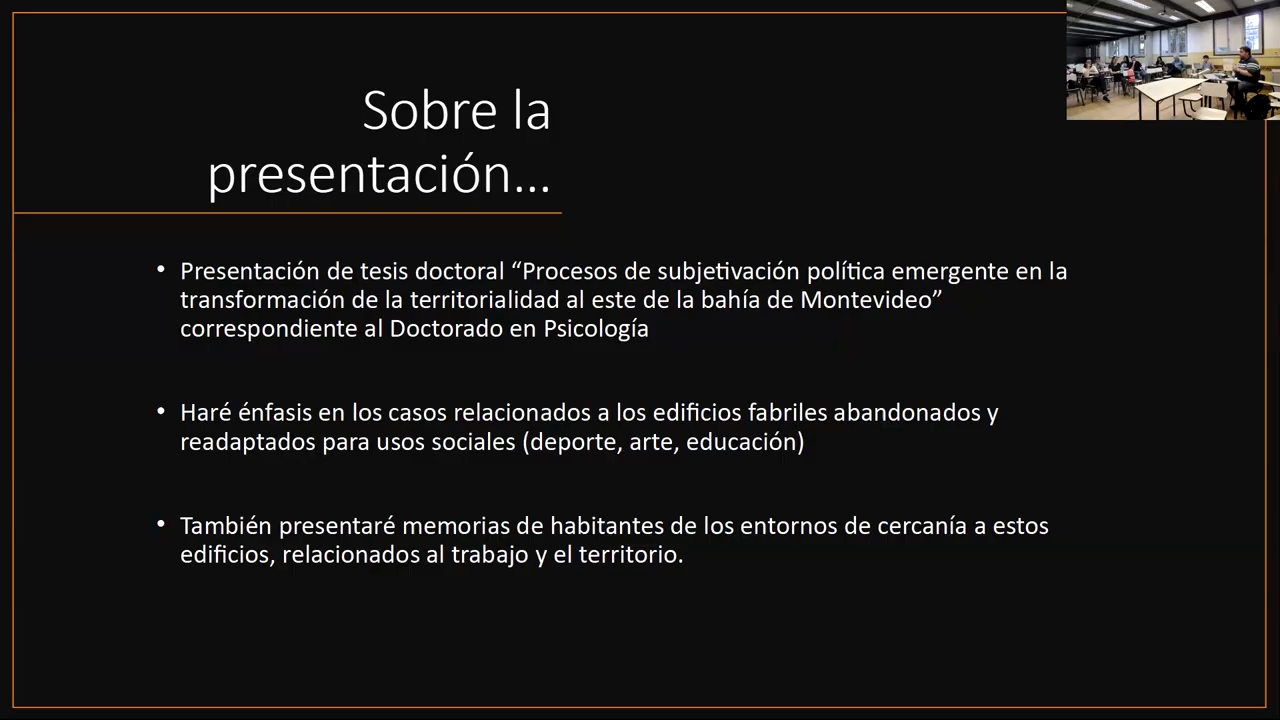 Sobre la
presentación...
• Presentación de tesis doctoral “Procesos de subjetivación política emergente en la
transformación de la territorialidad al este de la bahía de Montevideo”
correspondiente al Doctorado en Psicología
• Haré énfasis en los casos relacionados a los edificios fabriles abandonados y
readaptados para usos sociales (deporte, arte, educación)
• También presentaré memorias de habitantes de los entornos de cercanía a estos
edificios, relacionados al trabajo y el territorio.